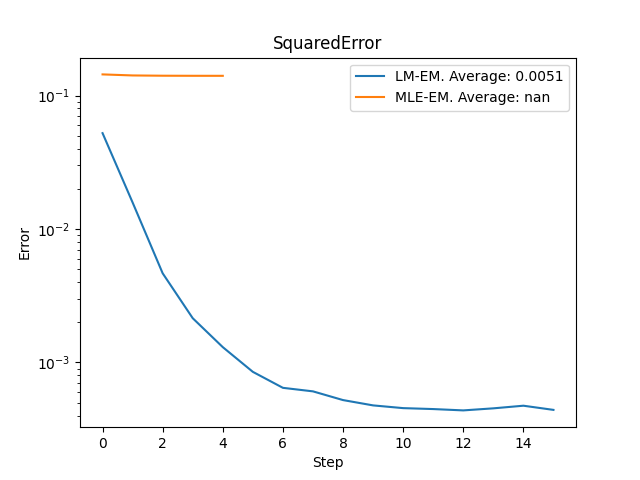 SquaredError
LM-EM. Average: 0.0051
MLE-EM. Average: nan
10⁻¹
10⁻²
10⁻³
Error
0 2 4 6 8 10 12 14
Step